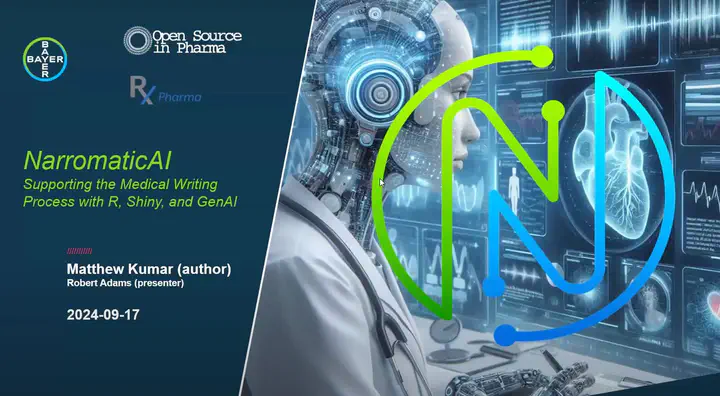 BAYER
BAYER
Open Source
in Pharma
Rx Pharma
NarromaticAI
Supporting the Medical Writing
Process with R, Shiny, and GenAI
///////////
Matthew Kumar (author)
Robert Adams (presenter)
2024-09-17